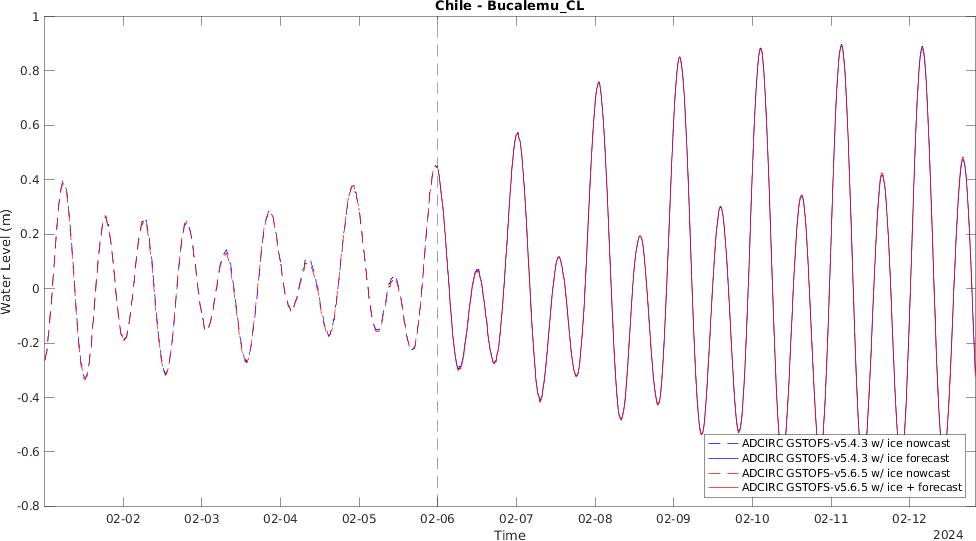 Chile - Bucalemu_CL
1
0.8
0.6
0.4
0.2
0
-0.2
-0.4
-0.6
-0.8
Water Level (m)
02-02 02-03 02-04 02-05 02-06 02-07 02-08 02-09 02-10 02-11 02-12
Time
2024
ADCIRC GSTOFS-v5.4.3 w/ ice nowcast
ADCIRC GSTOFS-v5.4.3 w/ ice forecast
ADCIRC GSTOFS-v5.6.5 w/ ice nowcast
ADCIRC GSTOFS-v5.6.5 w/ ice + forecast